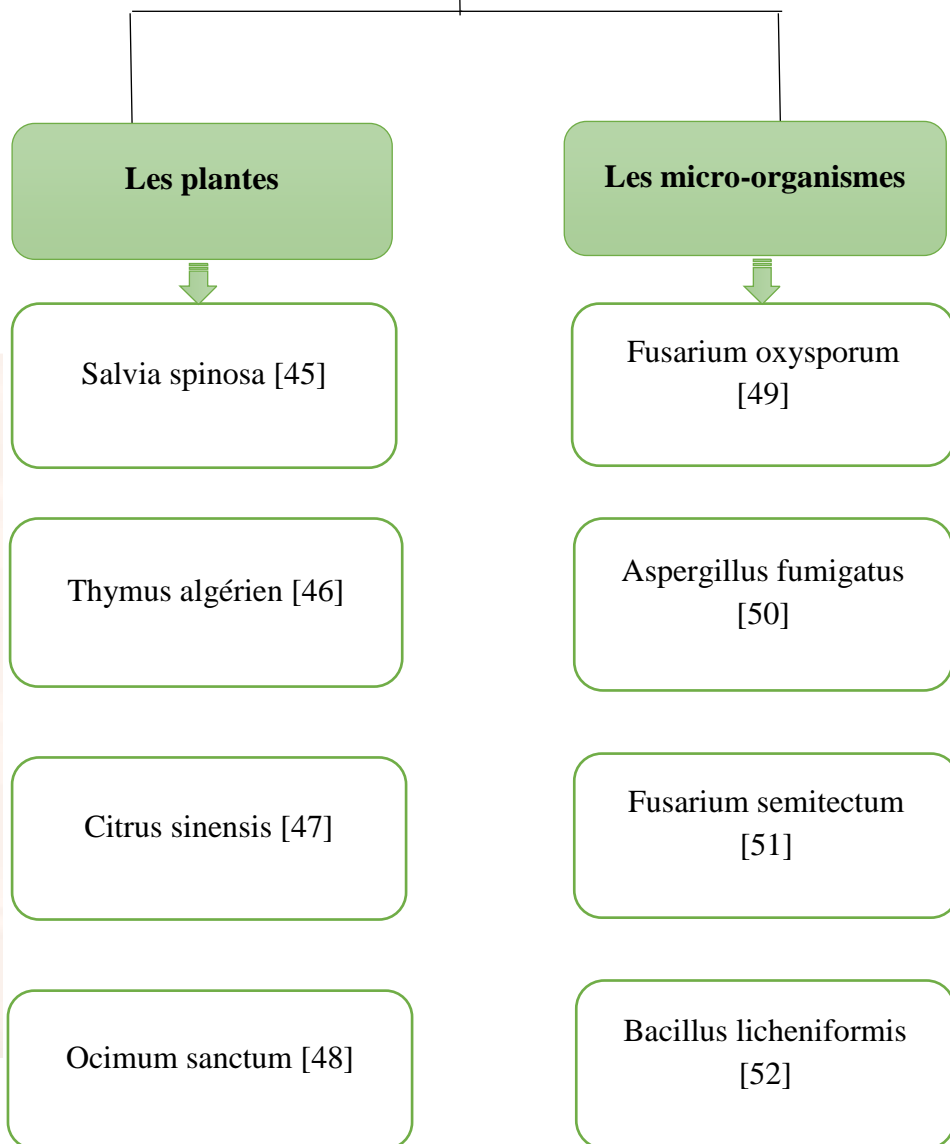 Les plantes
Salvia spinosa [45]
Thymus algérien [46]
Citrus sinensis [47]
Ocimum sanctum [48]
Les micro-organismes
Fusarium oxysporum
[49]
Aspergillus fumigatus
[50]
Fusarium semitectum
[51]
Bacillus licheniformis
[52]